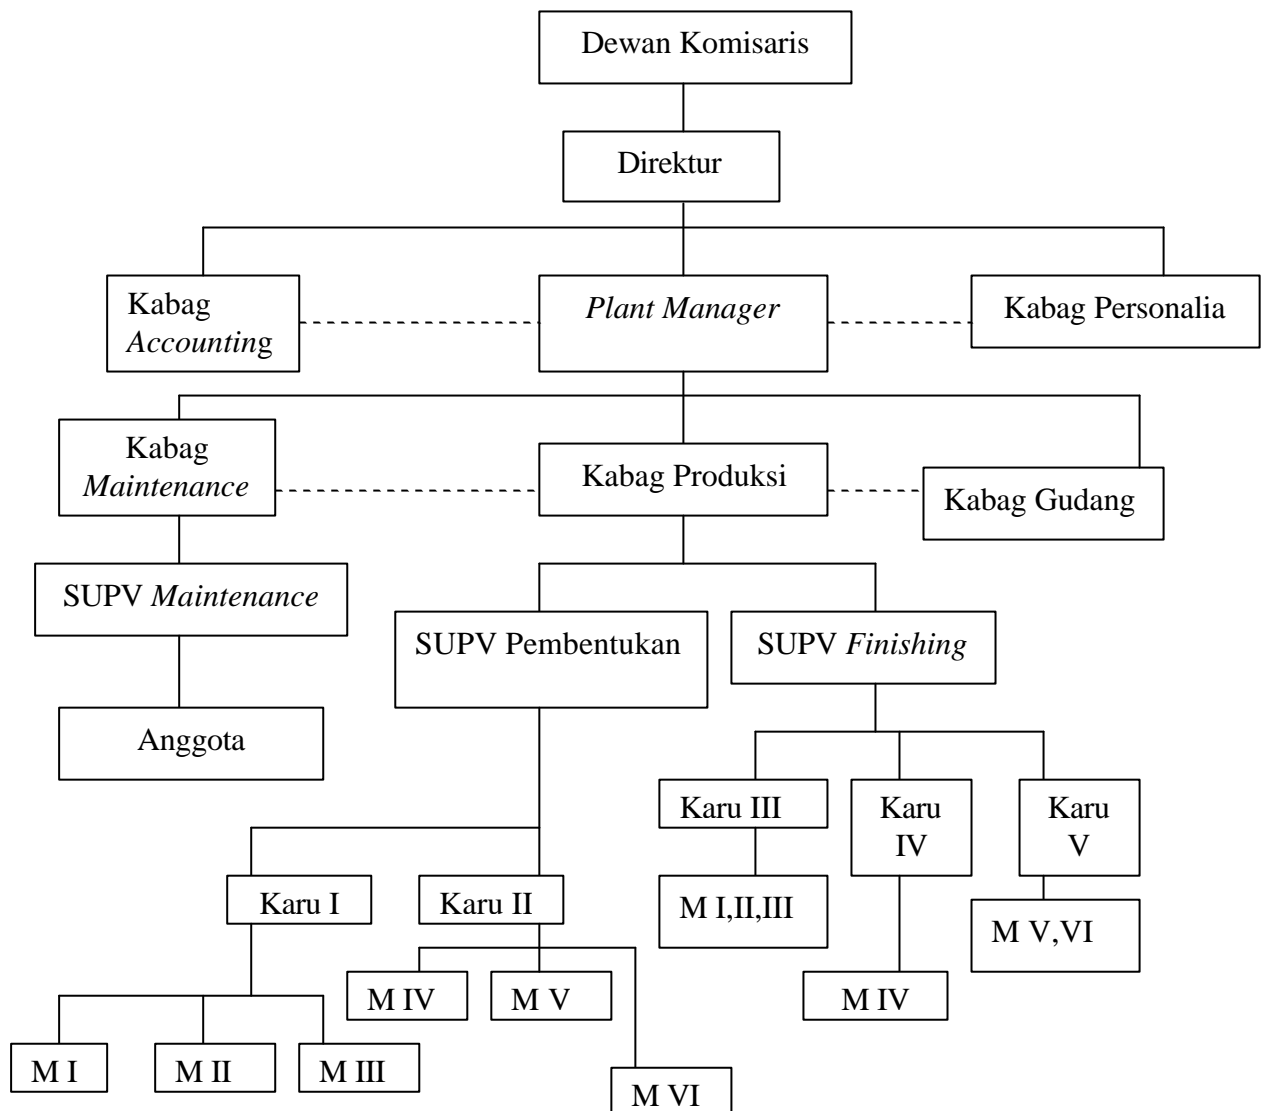 Dewan Komisaris
Direktur
Kabag
Accounting
Plant Manager
Kabag Personalia
Kabag
Maintenance
Kabag Produksi
Kabag Gudang
SUPV Maintenance
SUPV Pembentukan
SUPV Finishing
Anggota
Karu III
Karu
IV
Karu
V
Karu I
Karu II
M I,II,III
M V,VI
M IV
M V
M IV
M I
M II
M III
M VI